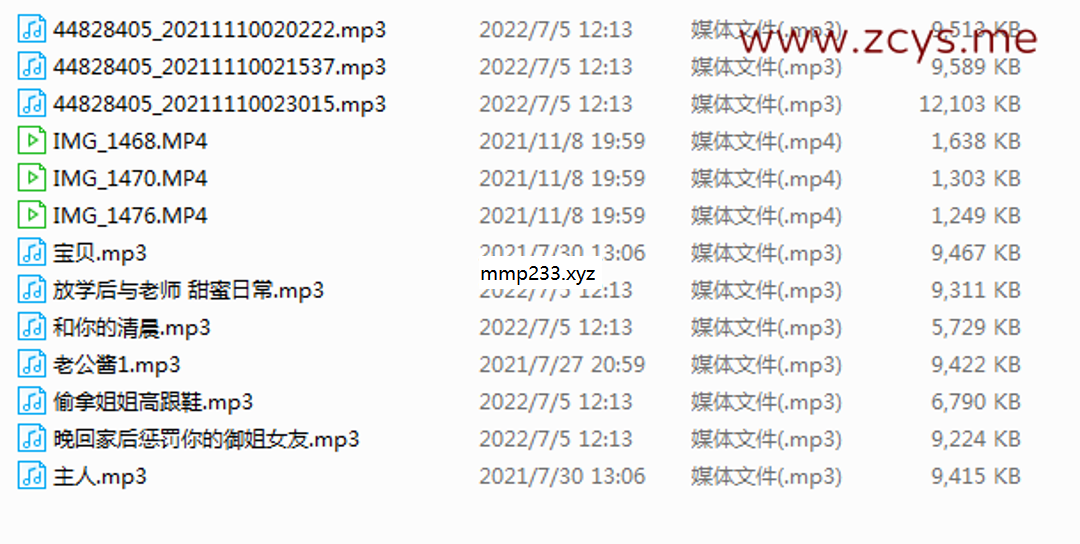 44828405_20211110020222.mp3 2022/7/5 12:13 媒体文件(.mp3) 9,513 KB
www.zcys.me
44828405_20211110021537.mp3 2022/7/5 12:13 媒体文件(.mp3) 9,589 KB
44828405_20211110023015.mp3 2022/7/5 12:13 媒体文件(.mp3) 12,103 KB
IMG_1468.MP4 2021/11/8 19:59 媒体文件(.mp4) 1,638 KB
IMG_1470.MP4 2021/11/8 19:59 媒体文件(.mp4) 1,303 KB
IMG_1476.MP4 2021/11/8 19:59 媒体文件(.mp4) 1,249 KB
宝贝.mp3 2021/7/30 13:06 媒体文件(.mp3) 9,467 KB
mmp233.xyz
放学后与老师 甜蜜日常.mp3 2022/7/5 12:13 媒体文件(.mp3) 9,311 KB
和你的清晨.mp3 2022/7/5 12:13 媒体文件(.mp3) 5,729 KB
老公酱1.mp3 2021/7/27 20:59 媒体文件(.mp3) 9,422 KB
偷拿姐姐高跟鞋.mp3 2022/7/5 12:13 媒体文件(.mp3) 6,790 KB
晚回家后惩罚你的御姐女友.mp3 2022/7/5 12:13 媒体文件(.mp3) 9,224 KB
主人.mp3 2021/7/30 13:06 媒体文件(.mp3) 9,415 KB